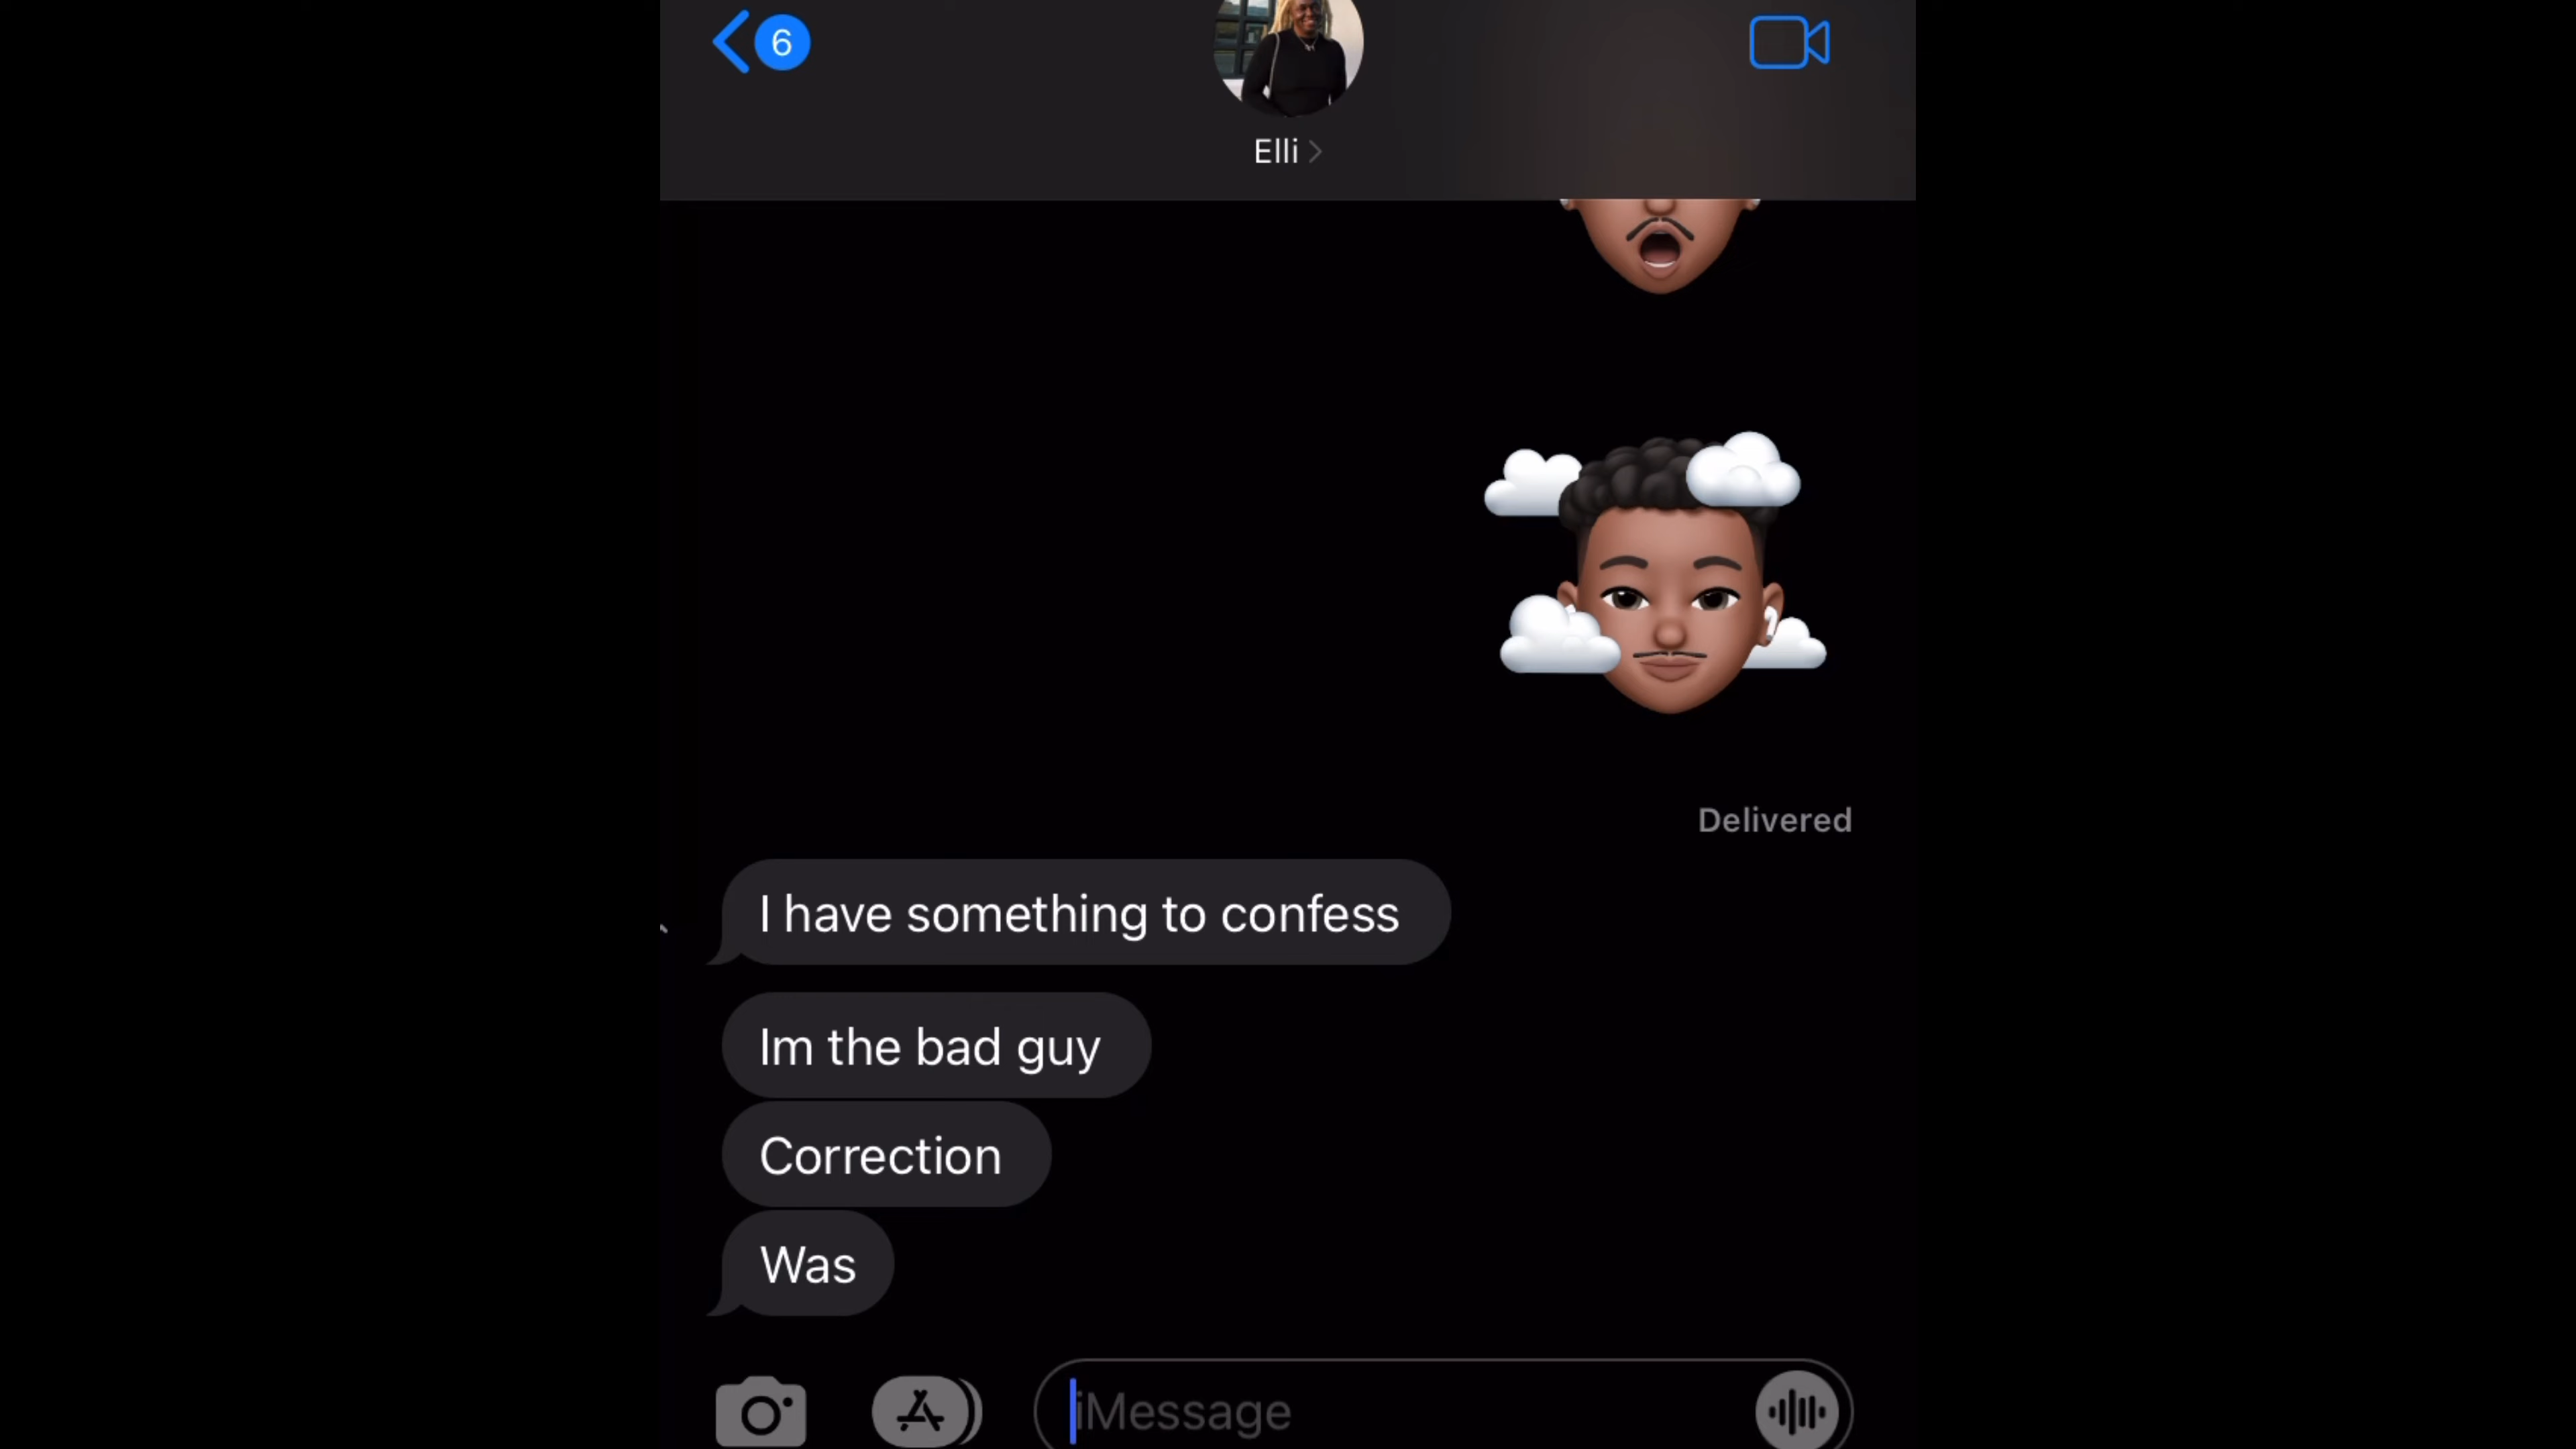 6
Elli
Delivered
I have something to confess
Im the bad guy
Correction
Was
iMessage